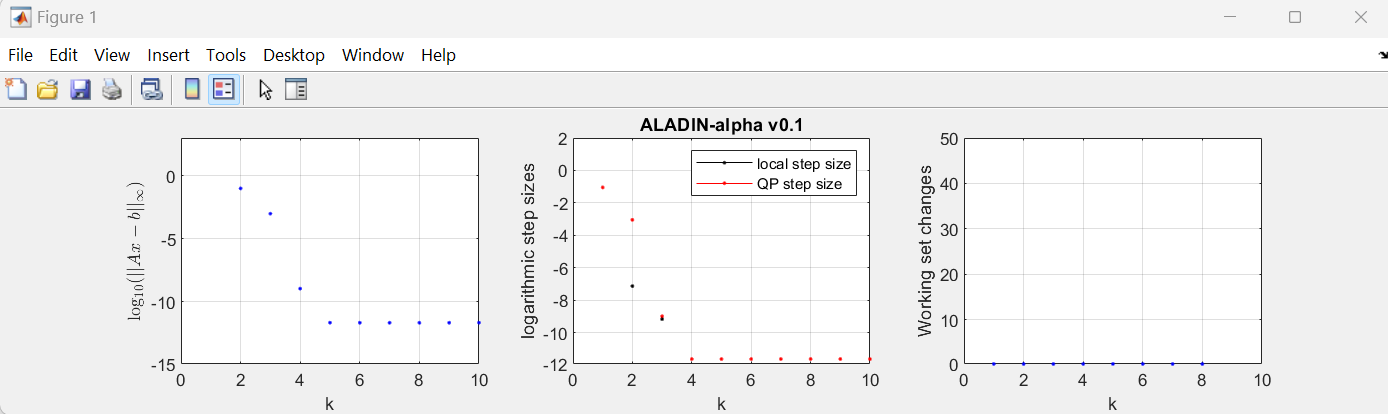 Figure 1
File Edit View Insert Tools Desktop Window Help
ALADIN-alpha v0.1
log10(||Ax − b||∞)
0
-5
-10
-15
0 2 4 6 8 10
k
logarithmic step sizes
2
0
-2
-4
-6
-8
-10
-12
local step size
QP step size
0 2 4 6 8 10
k
Working set changes
50
40
30
20
10
0
0 2 4 6 8 10
k